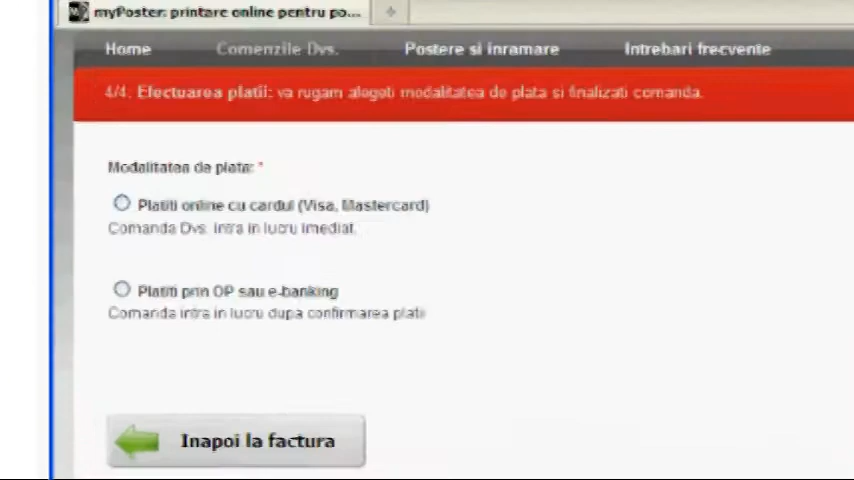 myPoster: printare online pentru po...
Home Comenzile Dvs. Postere si inramare Intrebari frecvente
4/4. Efectuarea platii: va rugam alegeti modalitatea de plata si finalizati comanda.
Modalitatea de plata: *
Platiti online cu cardul (Visa, Mastercard)
Comanda Dvs. intra in lucru imediat.
Platiti prin OP sau e-banking
Comanda intra in lucru dupa confirmarea platii
Inapoi la factura